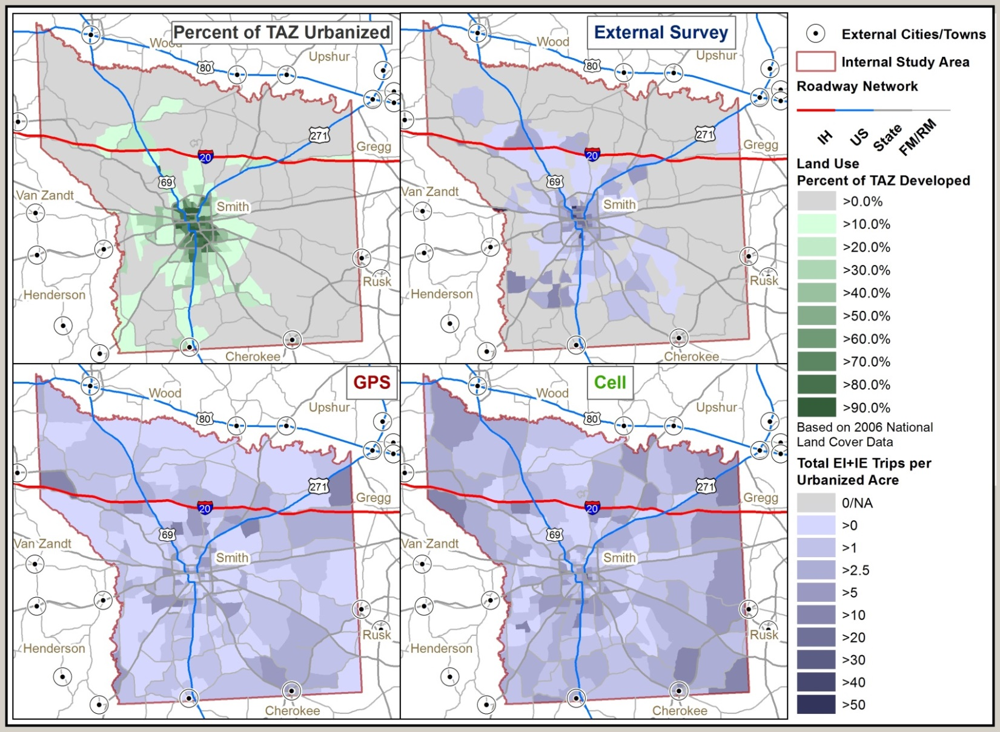 Percent of TAZ Urbanized
Wood
Upshur
80
271
Gregg
20
69
Van Zandt
Smith
Rusk
Henderson
Cherokee
External Survey
Wood
Upshur
80
271
Gregg
20
69
Van Zandt
Smith
Rusk
Henderson
Cherokee
GPS
Wood
Upshur
80
271
Gregg
20
69
Van Zandt
Smith
Rusk
Henderson
Cherokee
Cell
Wood
Upshur
80
271
Gregg
20
69
Van Zandt
Smith
Rusk
Henderson
Cherokee
External Cities/Towns
Internal Study Area
Roadway Network
IH US State FM/RM
Land Use
Percent of TAZ Developed
>0.0%
>10.0%
>20.0%
>30.0%
>40.0%
>50.0%
>60.0%
>70.0%
>80.0%
>90.0%
Based on 2006 National
Land Cover Data
Total EI+IE Trips per
Urbanized Acre
0/NA
>0
>1
>2.5
>5
>10
>20
>30
>40
>50